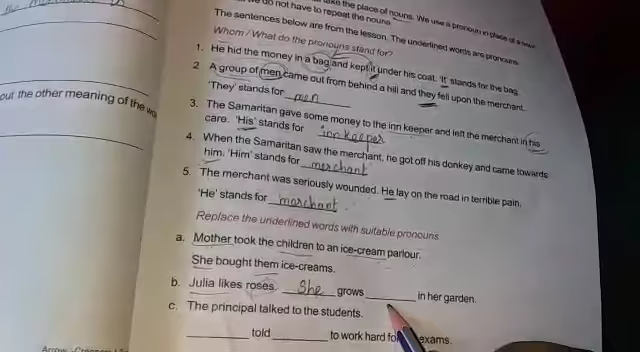 take the place of nouns. We use a pronoun in place of a noun
we do not have to repeat the nouns
The sentences below are from the lesson. The underlined words are pronouns.
Whom / What do the pronouns stand for?
1. He hid the money in a bag and kept it under his coat. 'It' stands for the bag.
2 A group of men came out from behind a hill and they fell upon the merchant.
'They' stands for men
out the other meaning of the
3. The Samaritan gave some money to the inn keeper and left the merchant in his
care. 'His' stands for inn keeper
4. When the Samaritan saw the merchant, he got off his donkey and came towards
him. 'Him' stands for merchant
5. The merchant was seriously wounded. He lay on the road in terrible pain.
'He' stands for marchant.
Replace the underlined words with suitable pronouns
a. Mother took the children to an ice-cream parlour.
She bought them ice-creams.
b. Julia likes roses. She grows ______ in her garden.
c. The principal talked to the students.
______ told ______ to work hard for exams.
Arrow